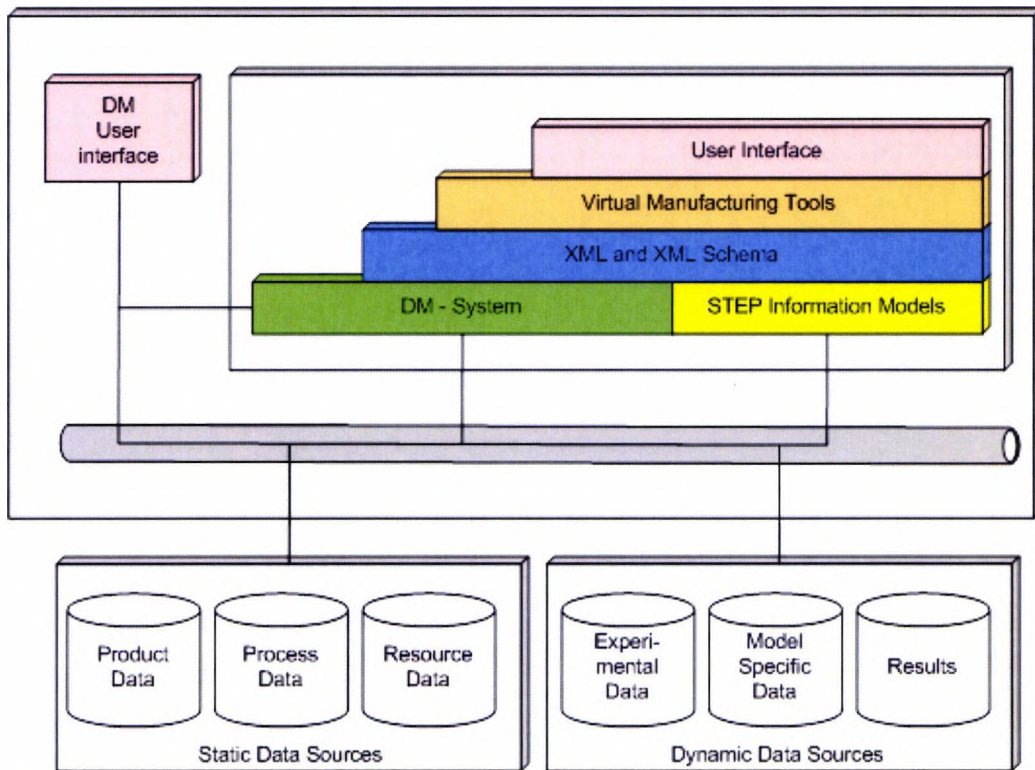 DM
User
interface
User Interface
Virtual Manufacturing Tools
XML and XML Schema
DM - System
STEP Information Models
Product
Data
Process
Data
Resource
Data
Static Data Sources
Experi-
mental
Data
Model
Specific
Data
Results
Dynamic Data Sources